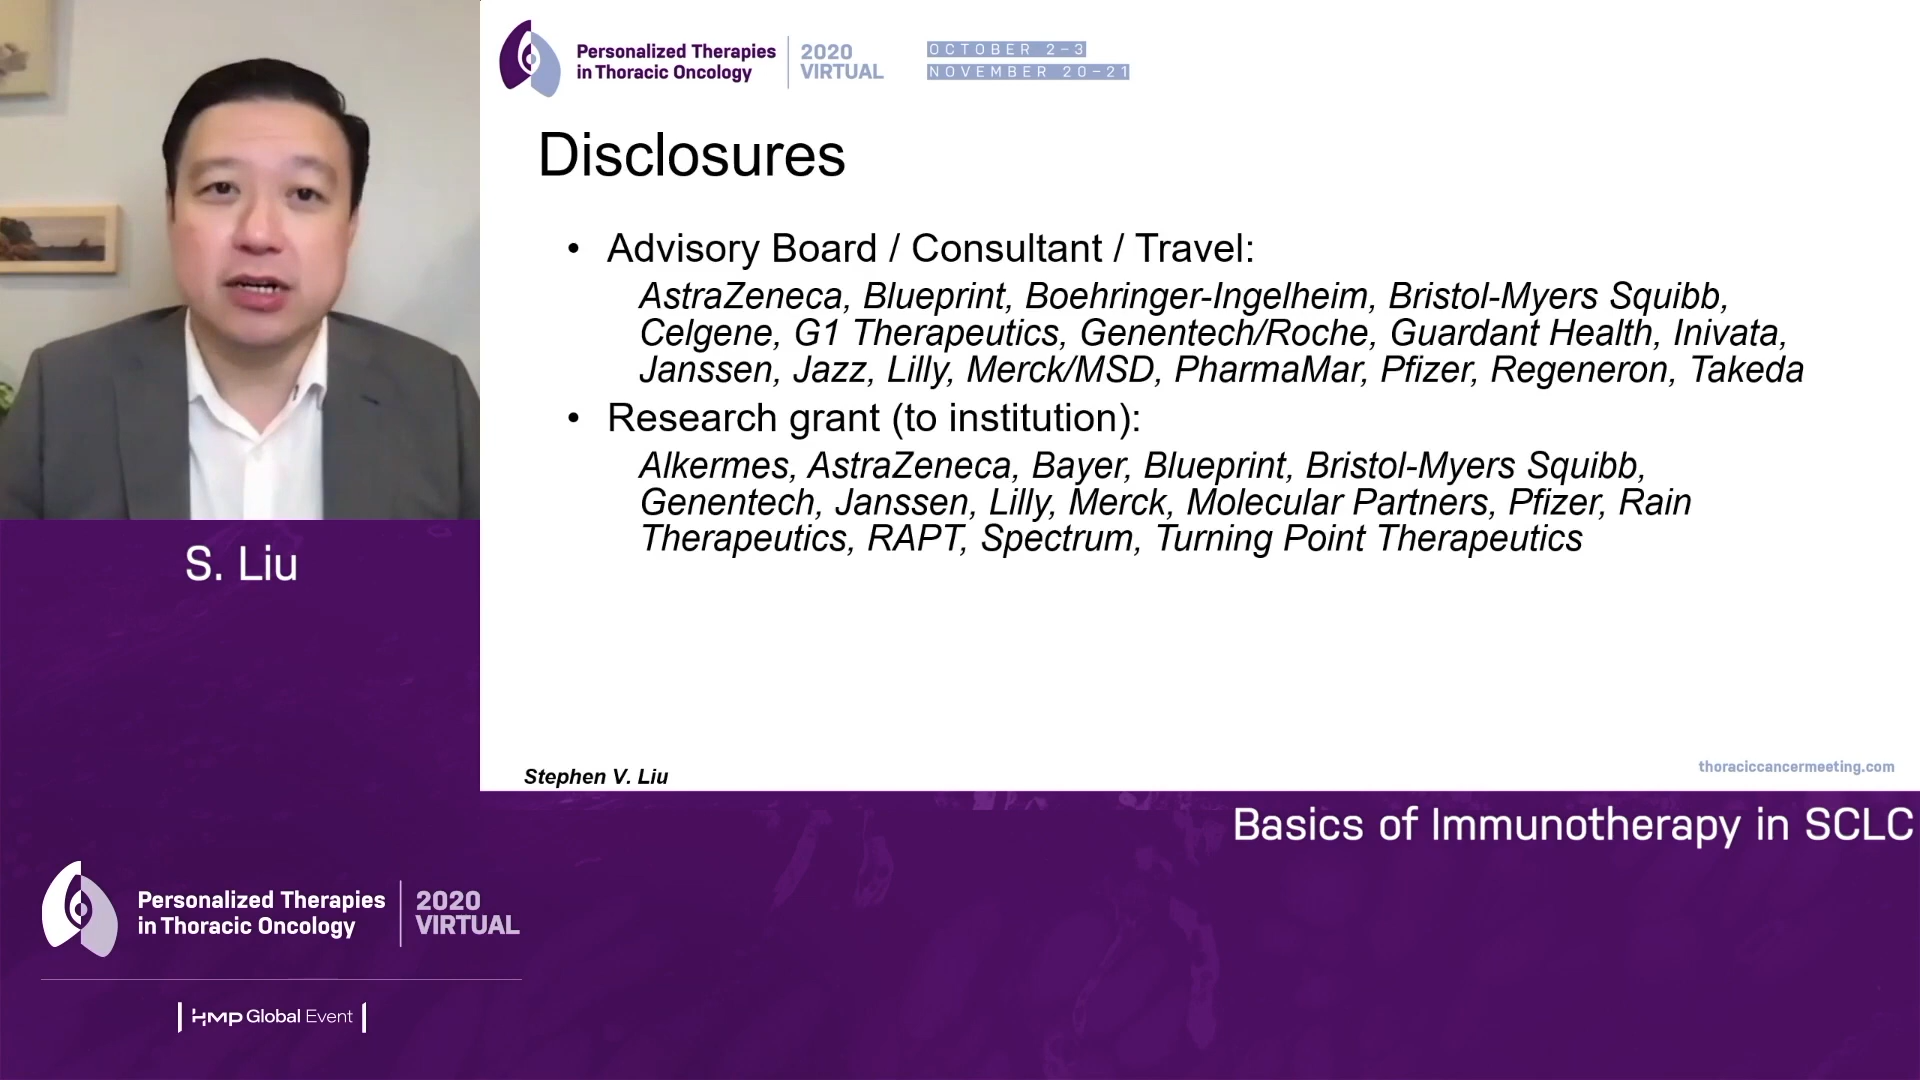 Personalized Therapies
in Thoracic Oncology
2020
VIRTUAL
OCTOBER 2–3
NOVEMBER 20–21
Disclosures
• Advisory Board / Consultant / Travel:
AstraZeneca, Blueprint, Boehringer-Ingelheim, Bristol-Myers Squibb,
Celgene, G1 Therapeutics, Genentech/Roche, Guardant Health, Inivata,
Janssen, Jazz, Lilly, Merck/MSD, PharmaMar, Pfizer, Regeneron, Takeda
• Research grant (to institution):
Alkermes, AstraZeneca, Bayer, Blueprint, Bristol-Myers Squibb,
Genentech, Janssen, Lilly, Merck, Molecular Partners, Pfizer, Rain
Therapeutics, RAPT, Spectrum, Turning Point Therapeutics
Stephen V. Liu
thoraciccancermeeting.com
S. Liu
Basics of Immunotherapy in SCLC
Personalized Therapies
in Thoracic Oncology
2020
VIRTUAL
HMP Global Event